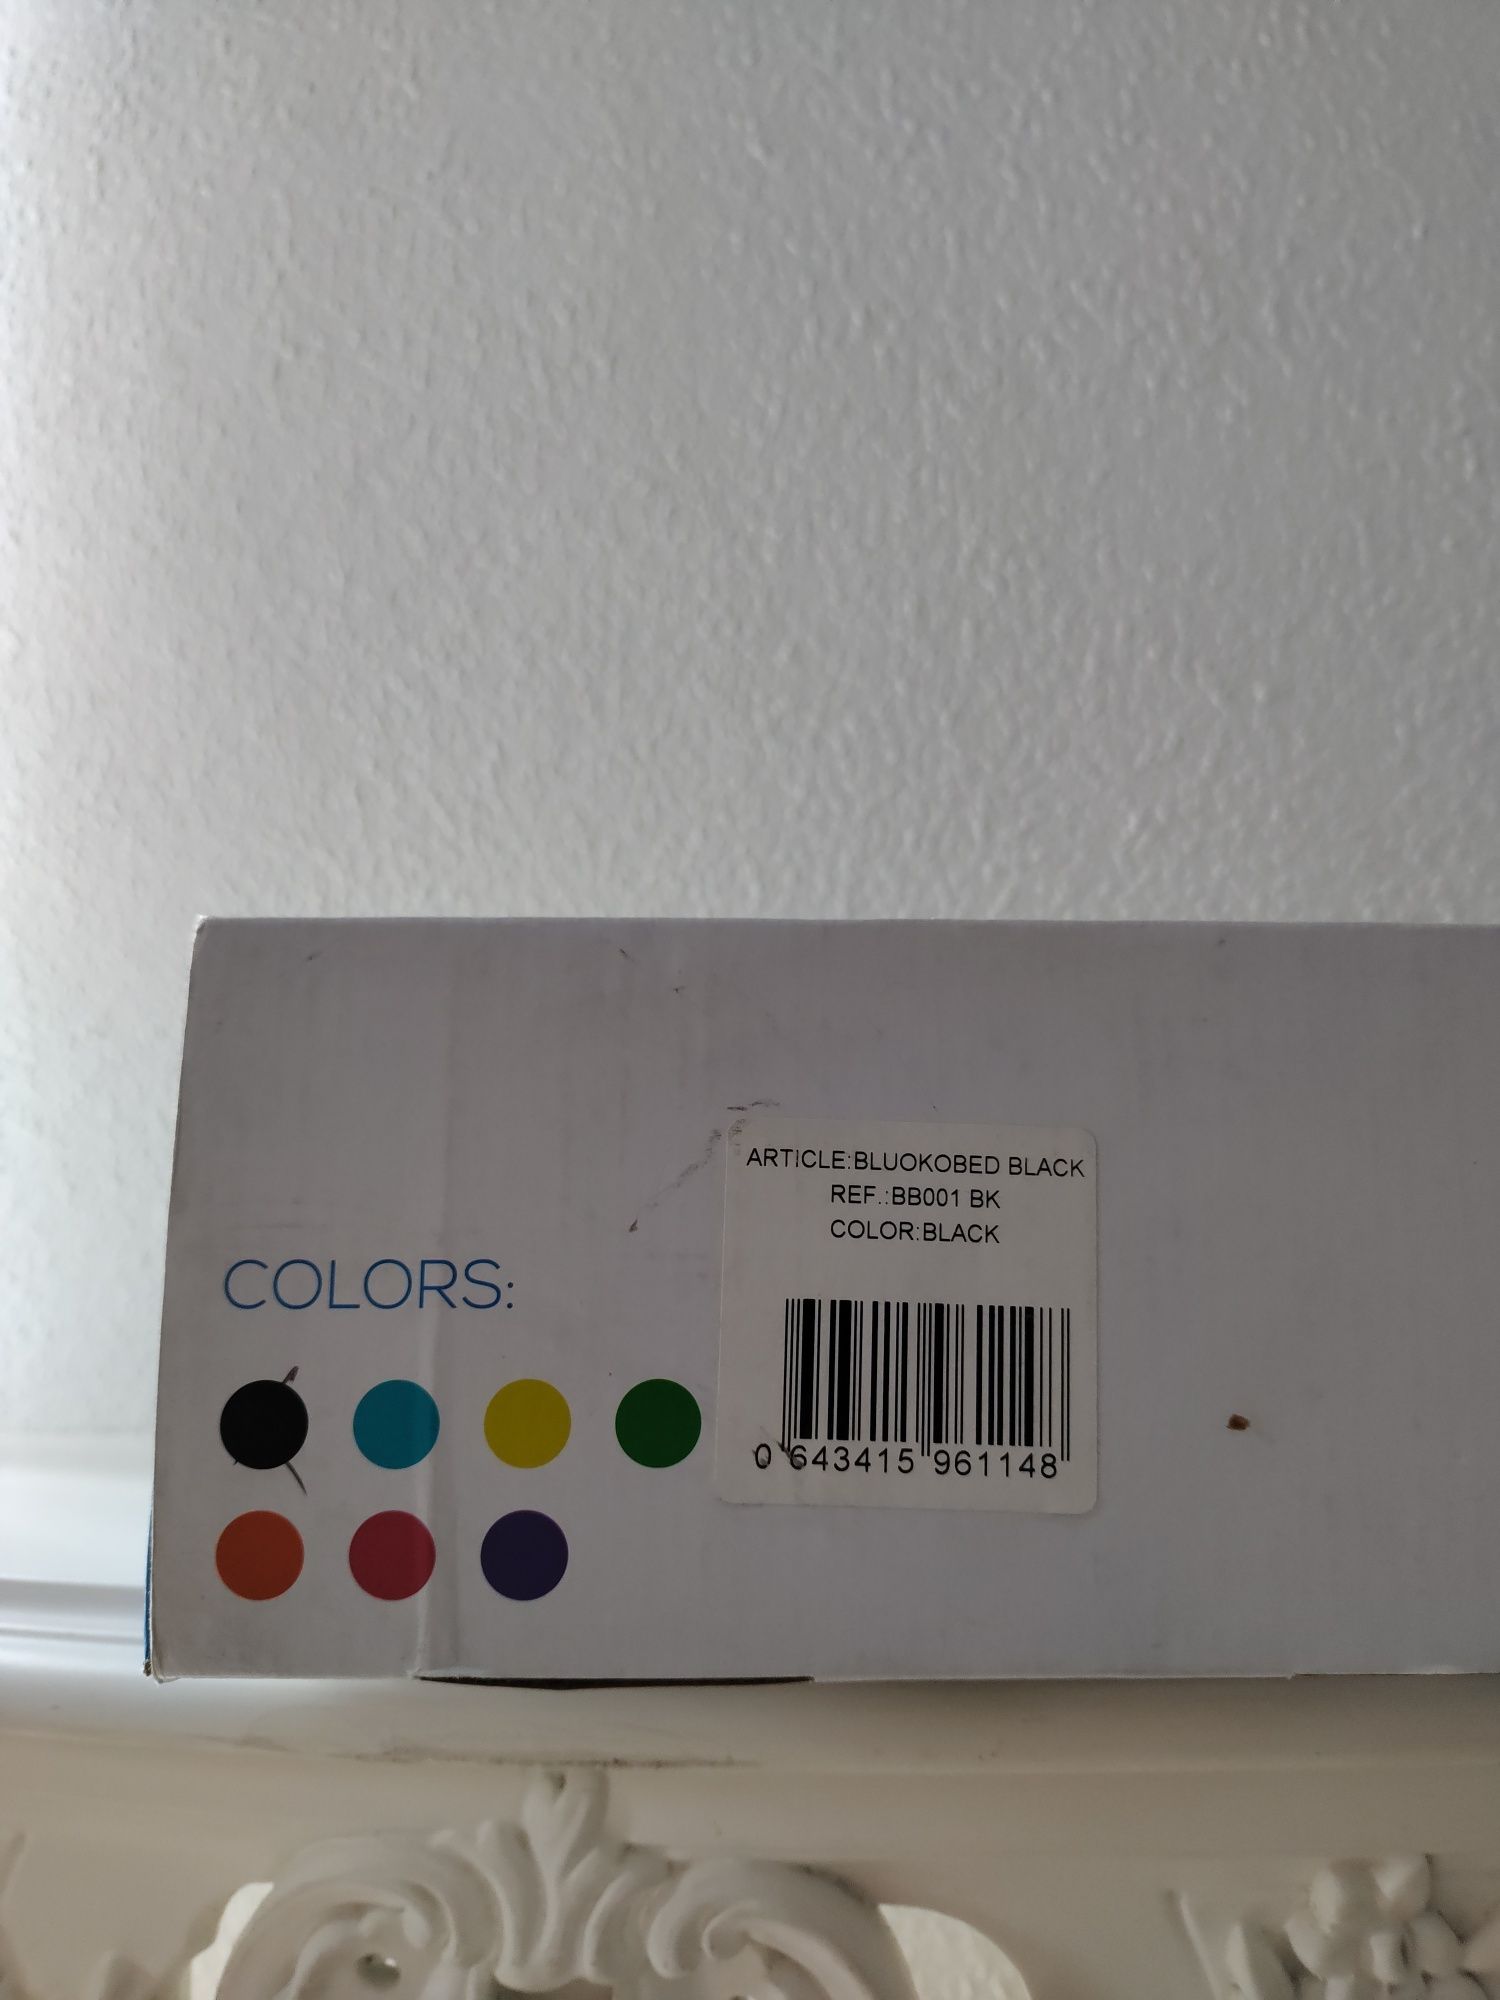 ARTICLE:BLUOKOBED BLACK
REF.:BB001 BK
COLOR:BLACK
COLORS:
0 643415 961148